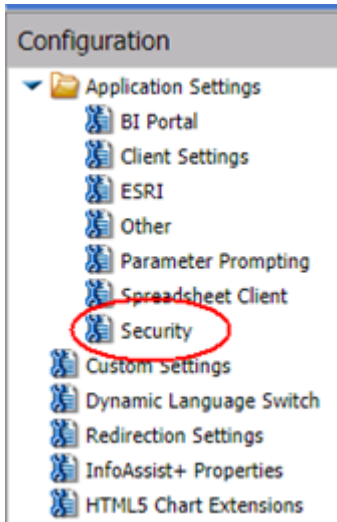 Configuration
Application Settings
BI Portal
Client Settings
ESRI
Other
Parameter Prompting
Spreadsheet Client
Security
Custom Settings
Dynamic Language Switch
Redirection Settings
InfoAssist+ Properties
HTML5 Chart Extensions